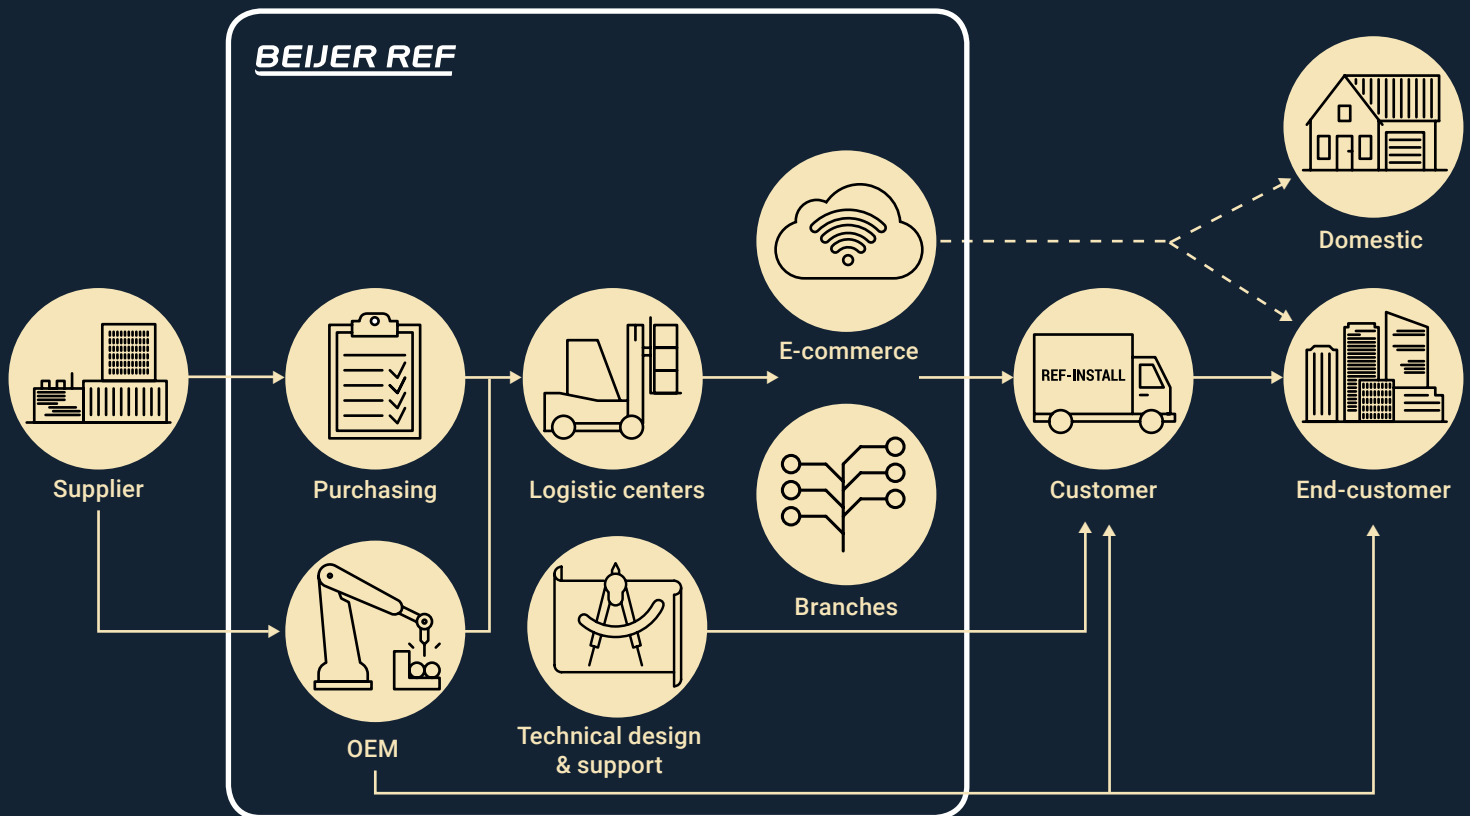 BEIJER REF
Domestic
E-commerce
REF-INSTALL
Supplier
Purchasing
Logistic centers
Customer
End-customer
Branches
OEM
Technical design
& support